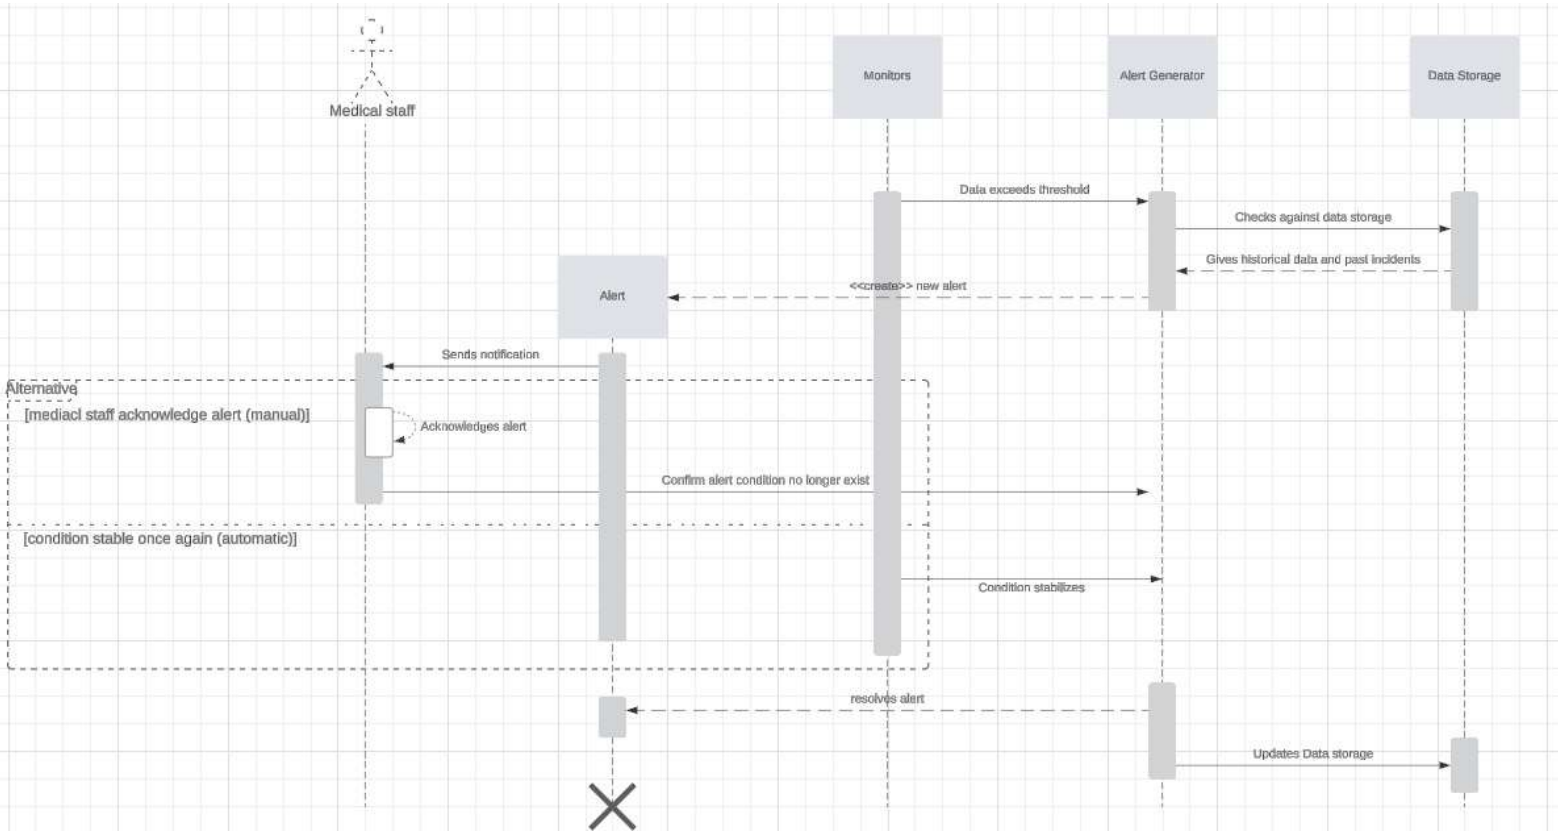 Medical staff
Monitors
Alert Generator
Data Storage
Data exceeds threshold
Checks against data storage
Gives historical data and past incidents
<<create>> new alert
Alert
Sends notification
Alternative
[mediacl staff acknowledge alert (manual)]
Acknowledges alert
Confirm alert condition no longer exist
[condition stable once again (automatic)]
Condition stabilizes
resolves alert
Updates Data storage